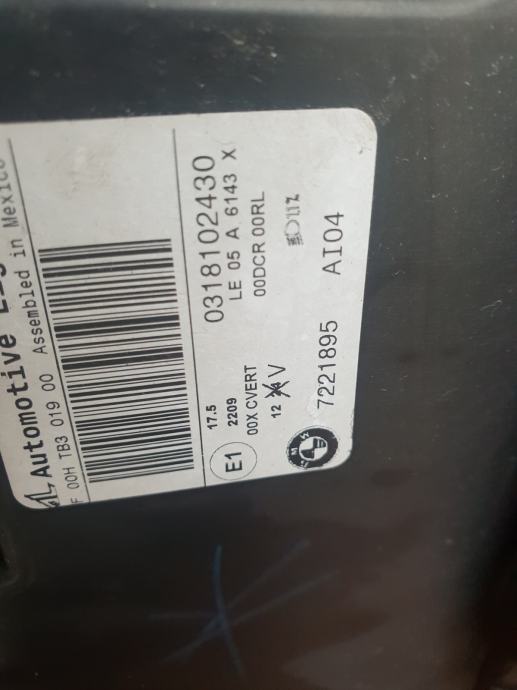 Automotive
F 00H TB3 019 00 Assembled in Mexico
0318102430
LE 05 A 6143 X
00DCR 00RL
17.5
2209
E1
00X CVERT
12 V
BMW
7221895 AI04